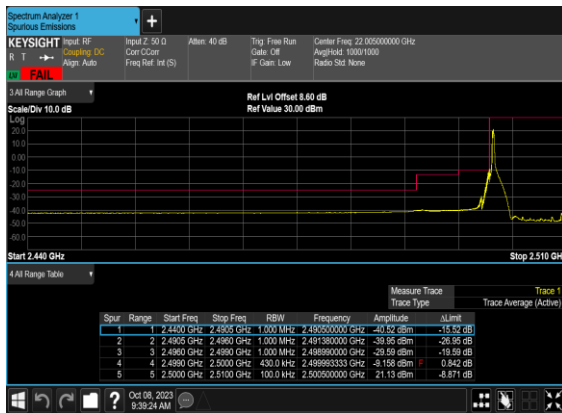 Spectrum Analyzer 1
Spurious Emissions
KEYSIGHT Input: RF Input Z: 50 Ω Atten: 40 dB Trig: Free Run Center Freq: 22.005000000 GHz
R T Coupling: DC Corr CCorr Gate: Off Avg|Hold: 1000/1000
Align: Auto Freq Ref: Int (S) IF Gain: Low Radio Std: None
FAIL
3 All Range Graph
Ref Lvl Offset 8.60 dB
Scale/Div 10.0 dB Ref Value 30.00 dBm
Log
20.0
10.0
0.00
-10.0
-20.0
-30.0
-40.0
-50.0
-60.0
Start 2.440 GHz Stop 2.510 GH
4 All Range Table
Measure Trace Trace 1
Trace Type Trace Average (Active)
Spur Range Start Freq Stop Freq RBW Frequency Amplitude ΔLimit
1 1 2.4400 GHz 2.4905 GHz 1.000 MHz 2.490500000 GHz -40.52 dBm -15.52 dB
2 2 2.4905 GHz 2.4960 GHz 1.000 MHz 2.491380000 GHz -39.95 dBm -26.95 dB
3 3 2.4960 GHz 2.4990 GHz 1.000 MHz 2.498990000 GHz -29.59 dBm -19.59 dB
4 4 2.4990 GHz 2.5000 GHz 430.0 kHz 2.499993333 GHz -9.158 dBm F 0.842 dB
5 5 2.5000 GHz 2.5100 GHz 100.0 kHz 2.500500000 GHz 21.13 dBm -8.871 dB
Oct 08, 2023
9:39:24 AM